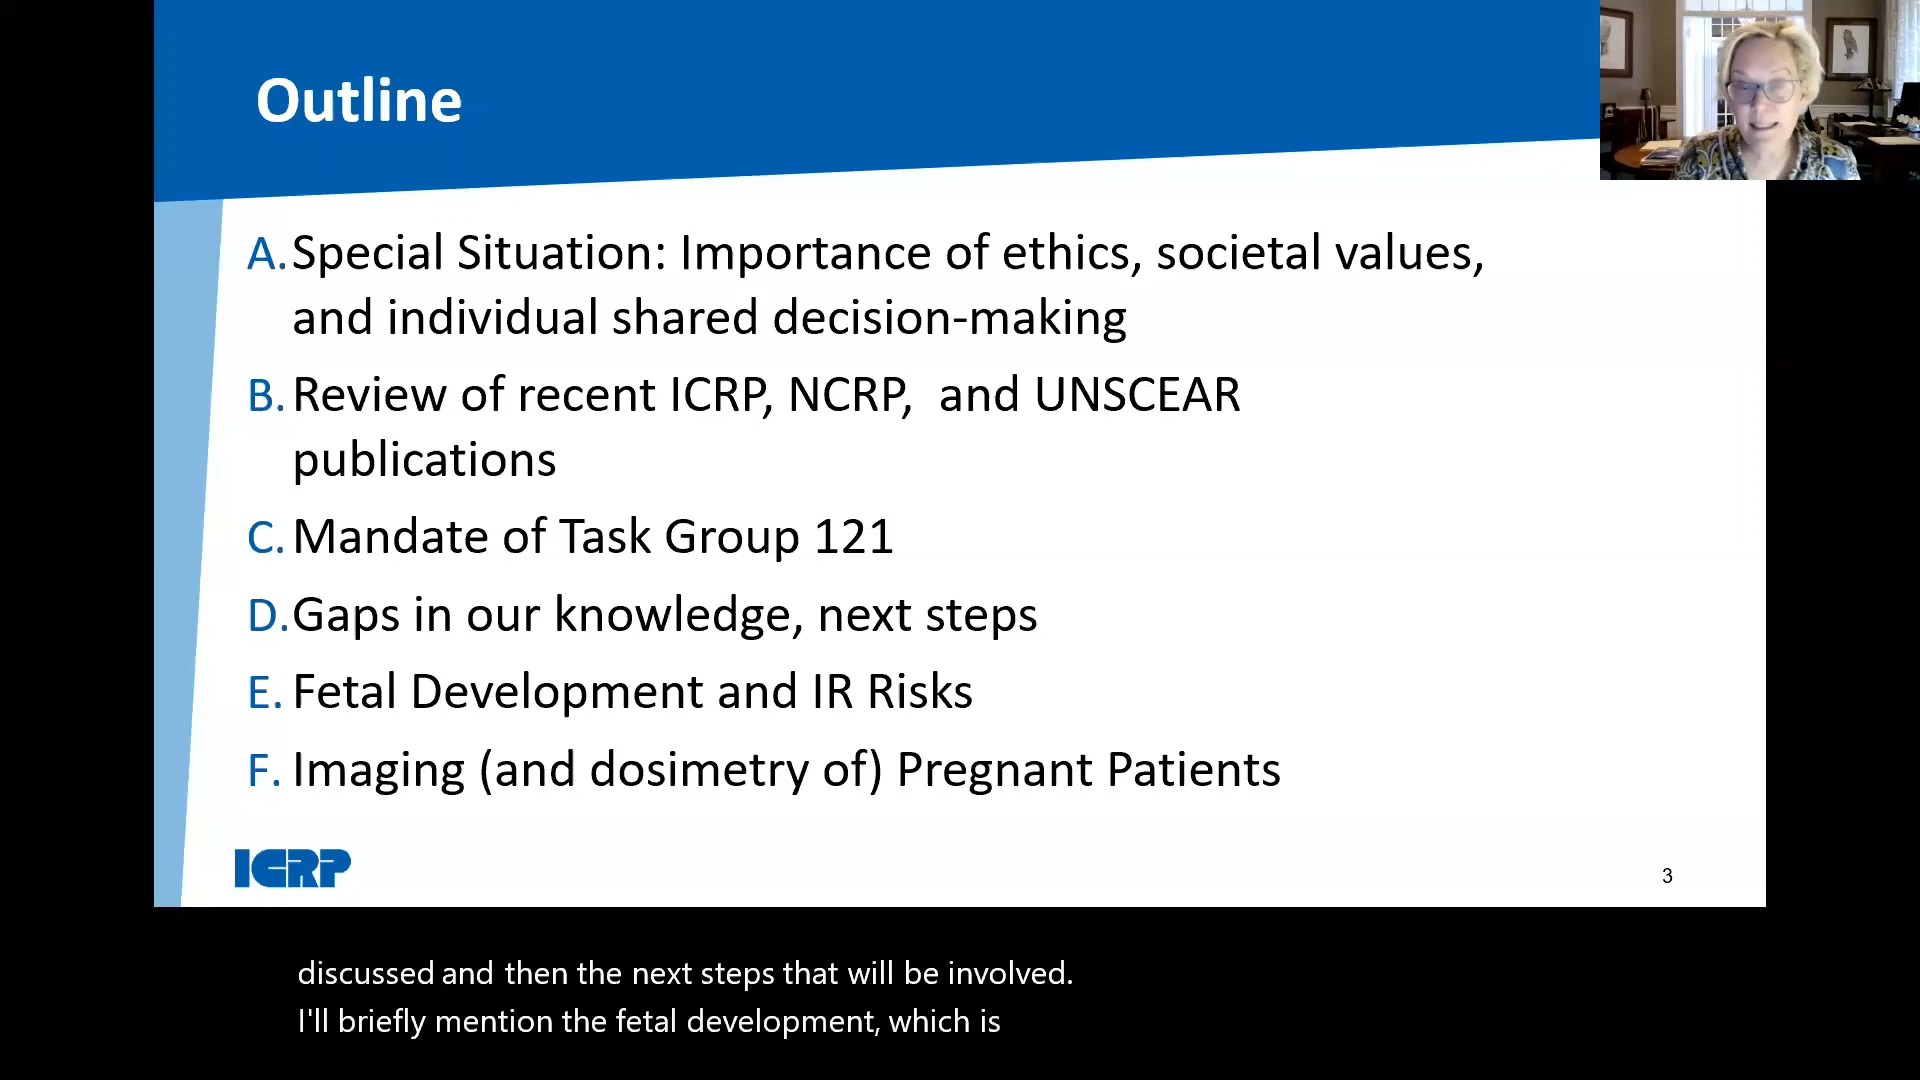 Outline
A. Special Situation: Importance of ethics, societal values,
and individual shared decision-making
B. Review of recent ICRP, NCRP,  and UNSCEAR
publications
C. Mandate of Task Group 121
D. Gaps in our knowledge, next steps
E. Fetal Development and IR Risks
F. Imaging (and dosimetry of) Pregnant Patients
ICRP
3
discussed and then the next steps that will be involved.
I'll briefly mention the fetal development, which is